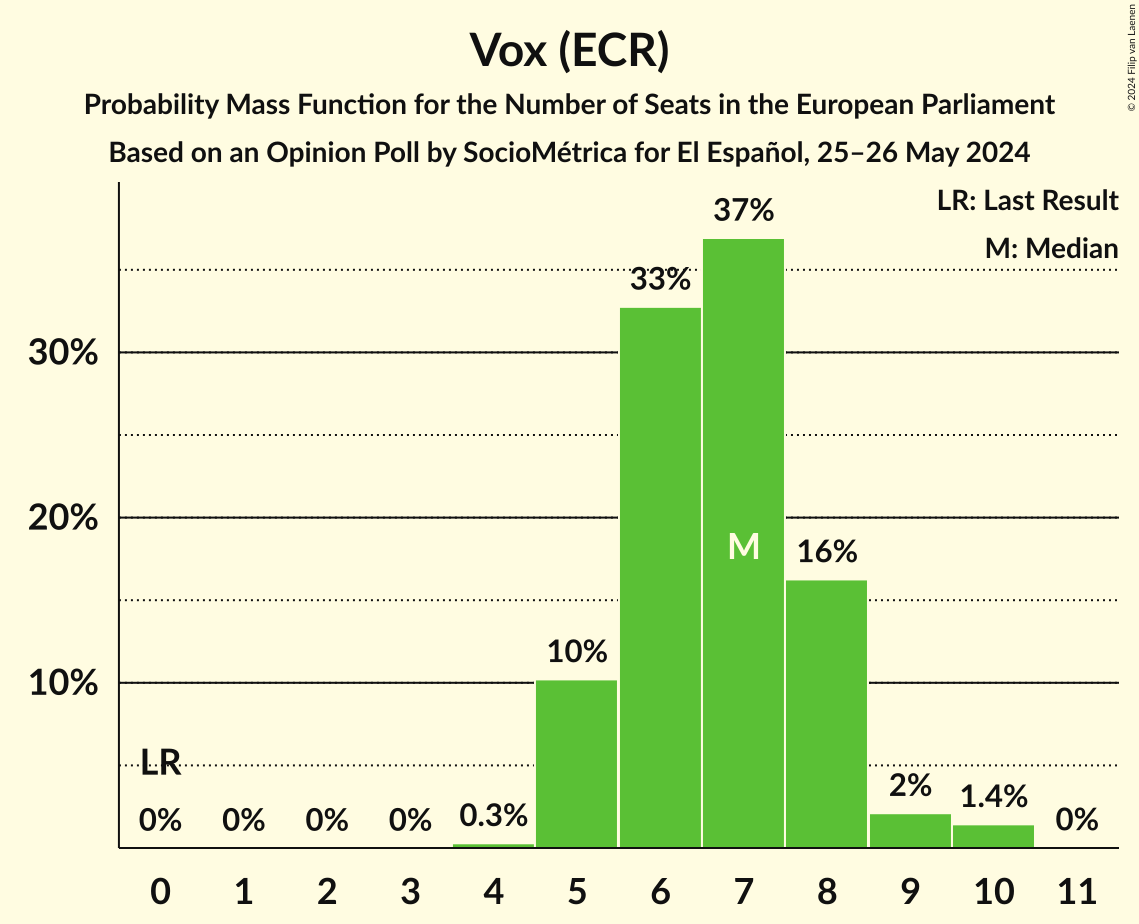 Vox (ECR)
Probability Mass Function for the Number of Seats in the European Parliament
Based on an Opinion Poll by SocioMétrica for El Español, 25–26 May 2024
© 2024 Filip van Laenen
LR: Last Result
M: Median
37%
33%
30%
20%
M
16%
10%
10%
LR
2%
1.4%
0%
0%
0%
0%
0.3%
0%
0 1 2 3 4 5 6 7 8 9 10 11